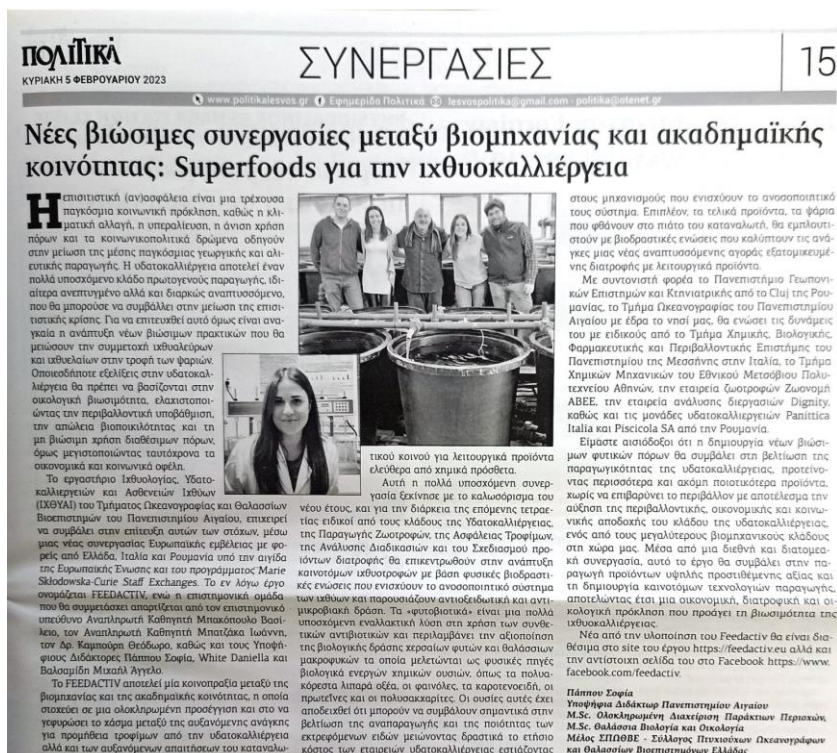 ΠΟΛΙΤΙΚΑ
ΚΥΡΙΑΚΗ 5 ΦΕΒΡΟΥΑΡΙΟΥ 2023
ΣΥΝΕΡΓΑΣΙΕΣ
15
www.politikalesvos.gr Εφημερίδα Πολιτικά lesvospolitika@gmail.com - politika@otenet.gr
Νέες βιώσιμες συνεργασίες μεταξύ βιομηχανίας και ακαδημαϊκής
κοινότητας: Superfoods για την ιχθυοκαλλιέργεια
Η επισιτιστική (αν)ασφάλεια είναι μια τρέχουσα
παγκόσμια κοινωνική πρόκληση, καθώς η κλι-
ματική αλλαγή, η υπεραλίευση, η άνιση χρήση
πόρων και τα κοινωνικοπολιτικά δρώμενα οδηγούν
στην μείωση της μέσης παγκόσμιας γεωργικής και αλι-
ευτικής παραγωγής. Η υδατοκαλλιέργεια αποτελεί έναν
πολλά υποσχόμενο κλάδο πρωτογενούς παραγωγής, ιδι-
αίτερα ανεπτυγμένο αλλά και διαρκώς αναπτυσσόμενο,
που θα μπορούσε να συμβάλλει στην μείωση της επισι-
τιστικής κρίσης. Για να επιτευχθεί αυτό όμως είναι αναγ-
καία η ανάπτυξη νέων βιώσιμων πρακτικών που θα
μειώσουν την συμμετοχή ιχθυαλεύρων
και ιχθυελαίων στην τροφή των ψαριών.
Οποιεσδήποτε εξελίξεις στην υδατοκαλ-
λιέργεια θα πρέπει να βασίζονται στην
οικολογική βιωσιμότητα, ελαχιστοποι-
ώντας την περιβαλλοντική υποβάθμιση,
την απώλεια βιοποικιλότητας και τη
μη βιώσιμη χρήση διαθέσιμων πόρων,
όμως μεγιστοποιώντας ταυτόχρονα τα
οικονομικά και κοινωνικά οφέλη.
Το εργαστήριο Ιχθυολογίας, Υδατο-
καλλιεργειών και Ασθενειών Ιχθύων
(ΙΧΘΥΑΙ) του Τμήματος Ωκεανογραφίας και Θαλασσίων
Βιοεπιστημών του Πανεπιστημίου Αιγαίου, επιχειρεί
να συμβάλει στην επίτευξη αυτών των στόχων, μέσω
μιας νέας συνεργασίας Ευρωπαϊκής εμβέλειας με φο-
ρείς από Ελλάδα, Ιταλία και Ρουμανία υπό την αιγίδα
της Ευρωπαϊκής Ένωσης και του προγράμματος Marie
Skłodowska-Curie Staff Exchanges. Το εν λόγω έργο
ονομάζεται FEEDACTIV, ενώ η επιστημονική ομάδα
που θα συμμετάσχει απαρτίζεται από τον επιστημονικό
υπεύθυνο Αναπληρωτή Καθηγητή Μπακόπουλο Βασί-
λειο, τον Αναπληρωτή Καθηγητή Μπατζάκα Ιωάννη,
τον Δρ. Καμπούρη Θεόδωρο, καθώς και τους Υποψή-
φιους Διδάκτορες Πάππου Σοφία, White Daniella και
Βαλσαμίδη Μιχαήλ Άγγελο.
Το FEEDACTIV αποτελεί μία κοινοπραξία μεταξύ της
βιομηχανίας και της ακαδημαϊκής κοινότητας, η οποία
στοχεύει σε μια ολοκληρωμένη προσέγγιση και στο να
γεφυρώσει το χάσμα μεταξύ της αυξανόμενης ανάγκης
για προμήθεια τροφίμων από την υδατοκαλλιέργεια
αλλά και των αυξανόμενων απαιτήσεων του καταναλω-
τικού κοινού για λειτουργικά προϊόντα
ελεύθερα από χημικά πρόσθετα.
Αυτή η πολλά υποσχόμενη συνερ-
γασία ξεκίνησε με το καλωσόρισμα του
νέου έτους, και για την διάρκεια της επόμενης τετραε-
τίας ειδικοί από τους κλάδους της Υδατοκαλλιέργειας,
της Παραγωγής Ζωοτροφών, της Ασφάλειας Τροφίμων,
της Ανάλυσης Διαδικασιών και του Σχεδιασμού προ-
ιόντων διατροφής θα επικεντρωθούν στην ανάπτυξη
καινοτόμων ιχθυοτροφών με βάση φυσικές βιοδραστι-
κές ενώσεις που ενισχύουν το ανοσοποιητικό σύστημα
των ιχθύων και παρουσιάζουν αντιοξειδωτική και αντι-
μικροβιακή δράση. Τα «φυτοβιοτικά» είναι μια πολλά
υποσχόμενη εναλλακτική λύση στη χρήση των συνθε-
τικών αντιβιοτικών και περιλαμβάνει την αξιοποίηση
της βιολογικής δράσης χερσαίων φυτών και θαλάσσιων
μακροφυκών τα οποία μελετώνται ως φυσικές πηγές
βιολογικά ενεργών χημικών ουσιών, όπως τα πολυα-
κόρεστα λιπαρά οξέα, οι φαινόλες, τα καροτενοειδή, οι
πρωτεΐνες και οι πολυσακχαρίτες. Οι ουσίες αυτές έχει
αποδειχθεί ότι μπορούν να συμβάλουν σημαντικά στην
βελτίωση της αναπαραγωγής και της ποιότητας των
εκτρεφόμενων ειδών μειώνοντας δραστικά το ετήσιο
κόστος των εταιρειών υδατοκαλλιέργειας εστιάζοντας
στους μηχανισμούς που ενισχύουν το ανοσοποιητικό
τους σύστημα. Επιπλέον, τα τελικά προϊόντα, τα ψάρια
που φθάνουν στο πιάτο του καταναλωτή, θα εμπλουτι-
στούν με βιοδραστικές ενώσεις που καλύπτουν τις ανά-
γκες μιας νέας αναπτυσσόμενης αγοράς εξατομικευμέ-
νης διατροφής με λειτουργικά προϊόντα.
Με συντονιστή φορέα το Πανεπιστήμιο Γεωπονι-
κών Επιστημών και Κτηνιατρικής από το Cluj της Ρου-
μανίας, το Τμήμα Ωκεανογραφίας του Πανεπιστημίου
Αιγαίου με έδρα το νησί μας, θα ενώσει τις δυνάμεις
του με ειδικούς από το Τμήμα Χημικής, Βιολογικής,
Φαρμακευτικής και Περιβαλλοντικής Επιστήμης του
Πανεπιστημίου της Μεσσήνης στην Ιταλία, το Τμήμα
Χημικών Μηχανικών του Εθνικού Μετσόβιου Πολυ-
τεχνείου Αθηνών, την εταιρεία ζωοτροφών Ζωονομή
ΑΒΕΕ, την εταιρεία ανάλυσης διεργασιών Dignity,
καθώς και τις μονάδες υδατοκαλλιεργειών Panittica
Italia και Piscicola SA από την Ρουμανία.
Είμαστε αισιόδοξοι ότι η δημιουργία νέων βιώσι-
μων φυτικών πόρων θα συμβάλει στη βελτίωση της
παραγωγικότητας της υδατοκαλλιέργειας, προτείνο-
ντας περισσότερα και ακόμη ποιοτικότερα προϊόντα,
χωρίς να επιβαρύνει το περιβάλλον με αποτέλεσμα την
αύξηση της περιβαλλοντικής, οικονομικής και κοινω-
νικής αποδοχής του κλάδου της υδατοκαλλιέργειας,
ενός από τους μεγαλύτερους βιομηχανικούς κλάδους
στη χώρα μας. Μέσα από μια διεθνή και διατομεα-
κή συνεργασία, αυτό το έργο θα συμβάλει στην πα-
ραγωγή προϊόντων υψηλής προστιθέμενης αξίας και
τη δημιουργία καινοτόμων τεχνολογιών παραγωγής,
αποτελώντας έτσι μια οικονομική, διατροφική και οι-
κολογική πρόκληση που προάγει τη βιωσιμότητα της
ιχθυοκαλλιέργειας.
Νέα από την υλοποίηση του Feedactiv θα είναι δια-
θέσιμα στο site του έργου https://feedactiv.eu αλλά και
την αντίστοιχη σελίδα του στο Facebook https://www.
facebook.com/feedactiv.
Πάππου Σοφία
Υποψήφια Διδάκτωρ Πανεπιστημίου Αιγαίου
M.Sc. Ολοκληρωμένη Διαχείριση Παράκτιων Περιοχών,
M.Sc. Θαλάσσια Βιολογία και Οικολογία
Μέλος ΣΠΩΘΒΕ - Σύλλογος Πτυχιούχων Ωκεανογράφων
και Θαλασσίων Βιοεπιστημόνων Ελλάδας